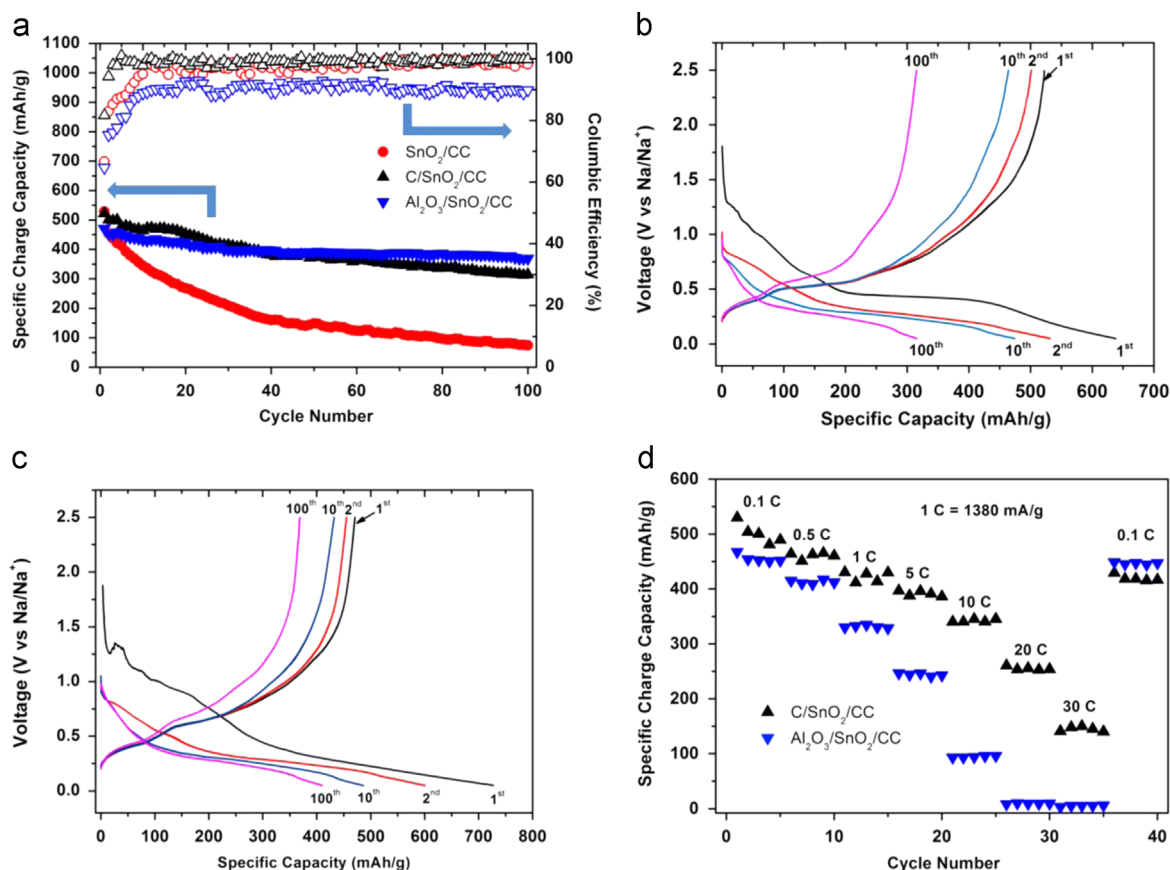 a
1100
1000
900
800
700
600
500
400
300
200
100
0
Specific Charge Capacity (mAh/g)
100
80
60
40
20
0
Columbic Efficiency (%)
SnO₂/CC
C/SnO₂/CC
Al₂O₃/SnO₂/CC
0 20 40 60 80 100
Cycle Number
b
2.5
2.0
1.5
1.0
0.5
0.0
Voltage (V vs Na/Na⁺)
100ᵗʰ 10ᵗʰ 2ⁿᵈ 1ˢᵗ
100ᵗʰ 10ᵗʰ 2ⁿᵈ 1ˢᵗ
0 100 200 300 400 500 600 700
Specific Capacity (mAh/g)
c
2.5
2.0
1.5
1.0
0.5
0.0
Voltage (V vs Na/Na⁺)
100ᵗʰ 10ᵗʰ 2ⁿᵈ 1ˢᵗ
100ᵗʰ 10ᵗʰ 2ⁿᵈ 1ˢᵗ
0 100 200 300 400 500 600 700 800
Specific Capacity (mAh/g)
d
600
500
400
300
200
100
0
Specific Charge Capacity (mAh/g)
1 C = 1380 mA/g
0.1 C
0.5 C
1 C
5 C
10 C
20 C
30 C
0.1 C
C/SnO₂/CC
Al₂O₃/SnO₂/CC
0 10 20 30 40
Cycle Number